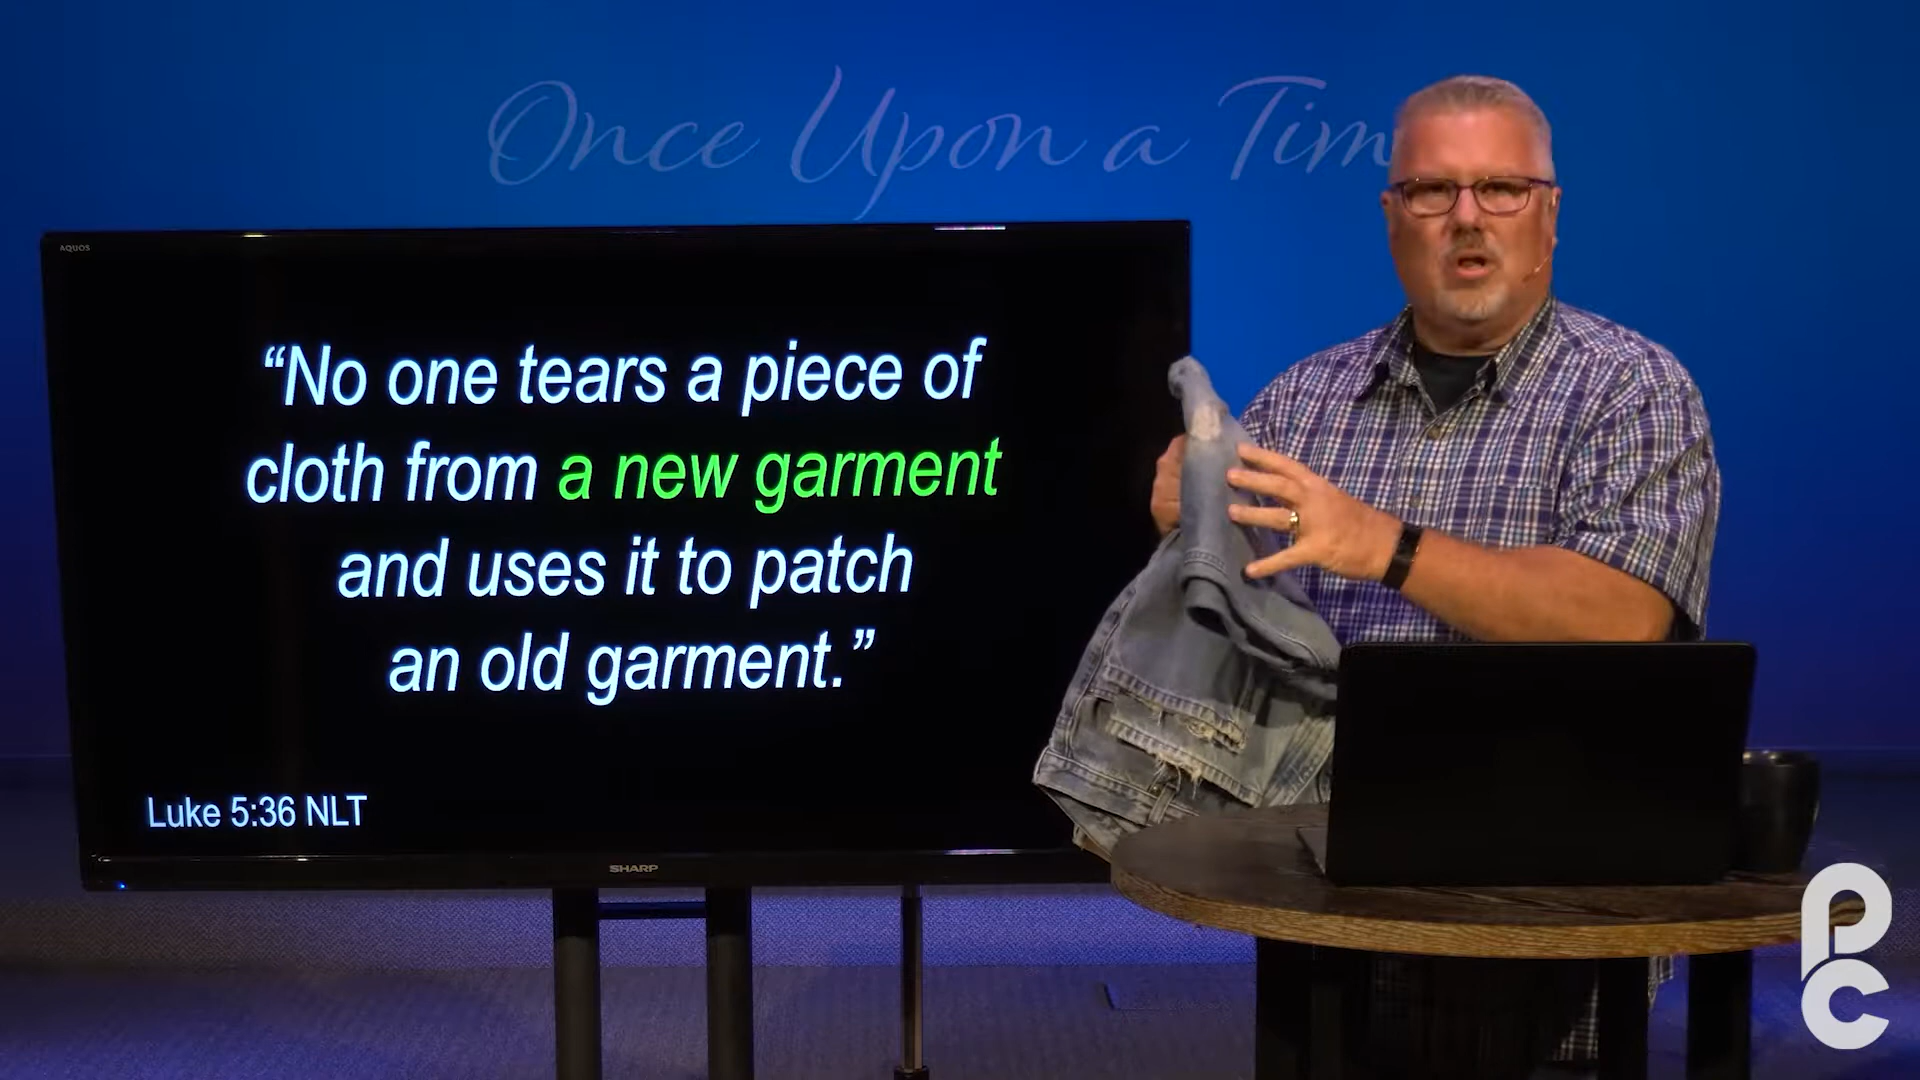 Once Upon a Tim
AQUOS
“No one tears a piece of
cloth from a new garment
and uses it to patch
an old garment.”
Luke 5:36 NLT
SHARP
PC